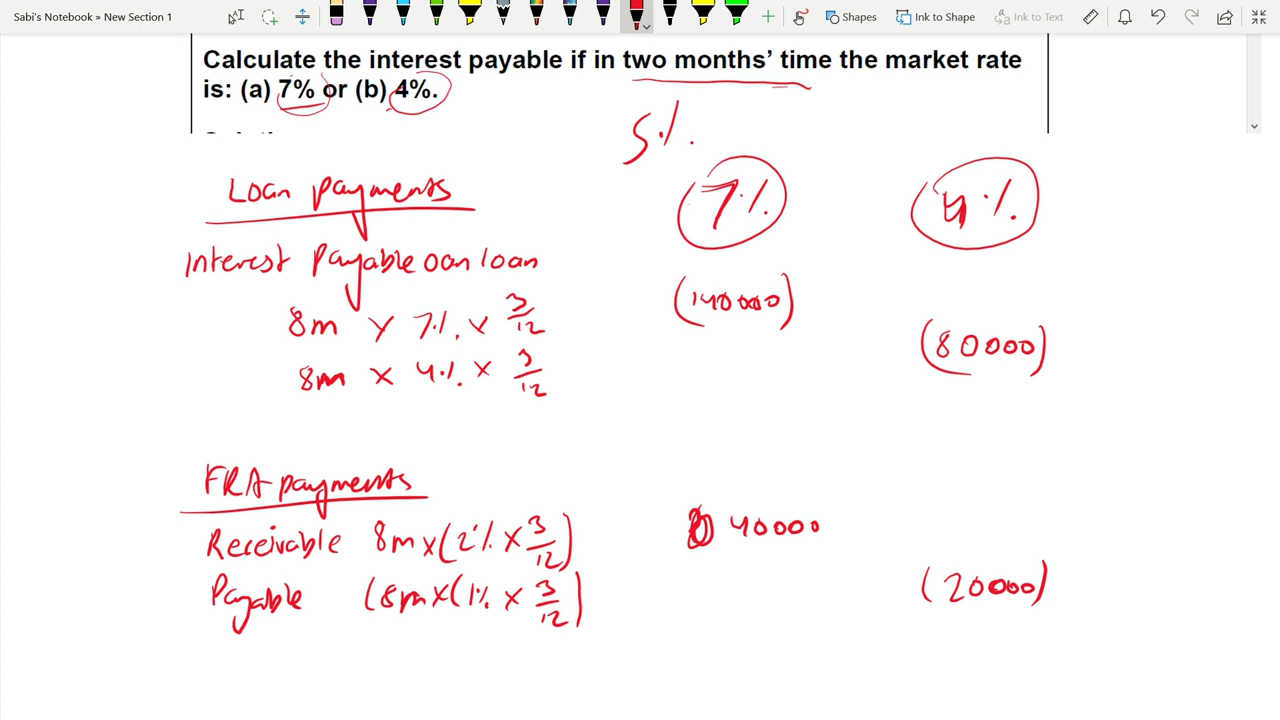 Sabi's Notebook » New Section 1
Shapes
Ink to Shape
Ink to Text
Calculate the interest payable if in two months' time the market rate
is: (a) 7% or (b) 4%.
5%
Loan payments 7% 4%
Interest payable oan loan
(140000)
8m x 7% x 3/12
(80000)
8m x 4% x 3/12
FRA payments
Receivable 8m x (2% x 3/12) 40000
Payable (8m x (1% x 3/12) (20000)